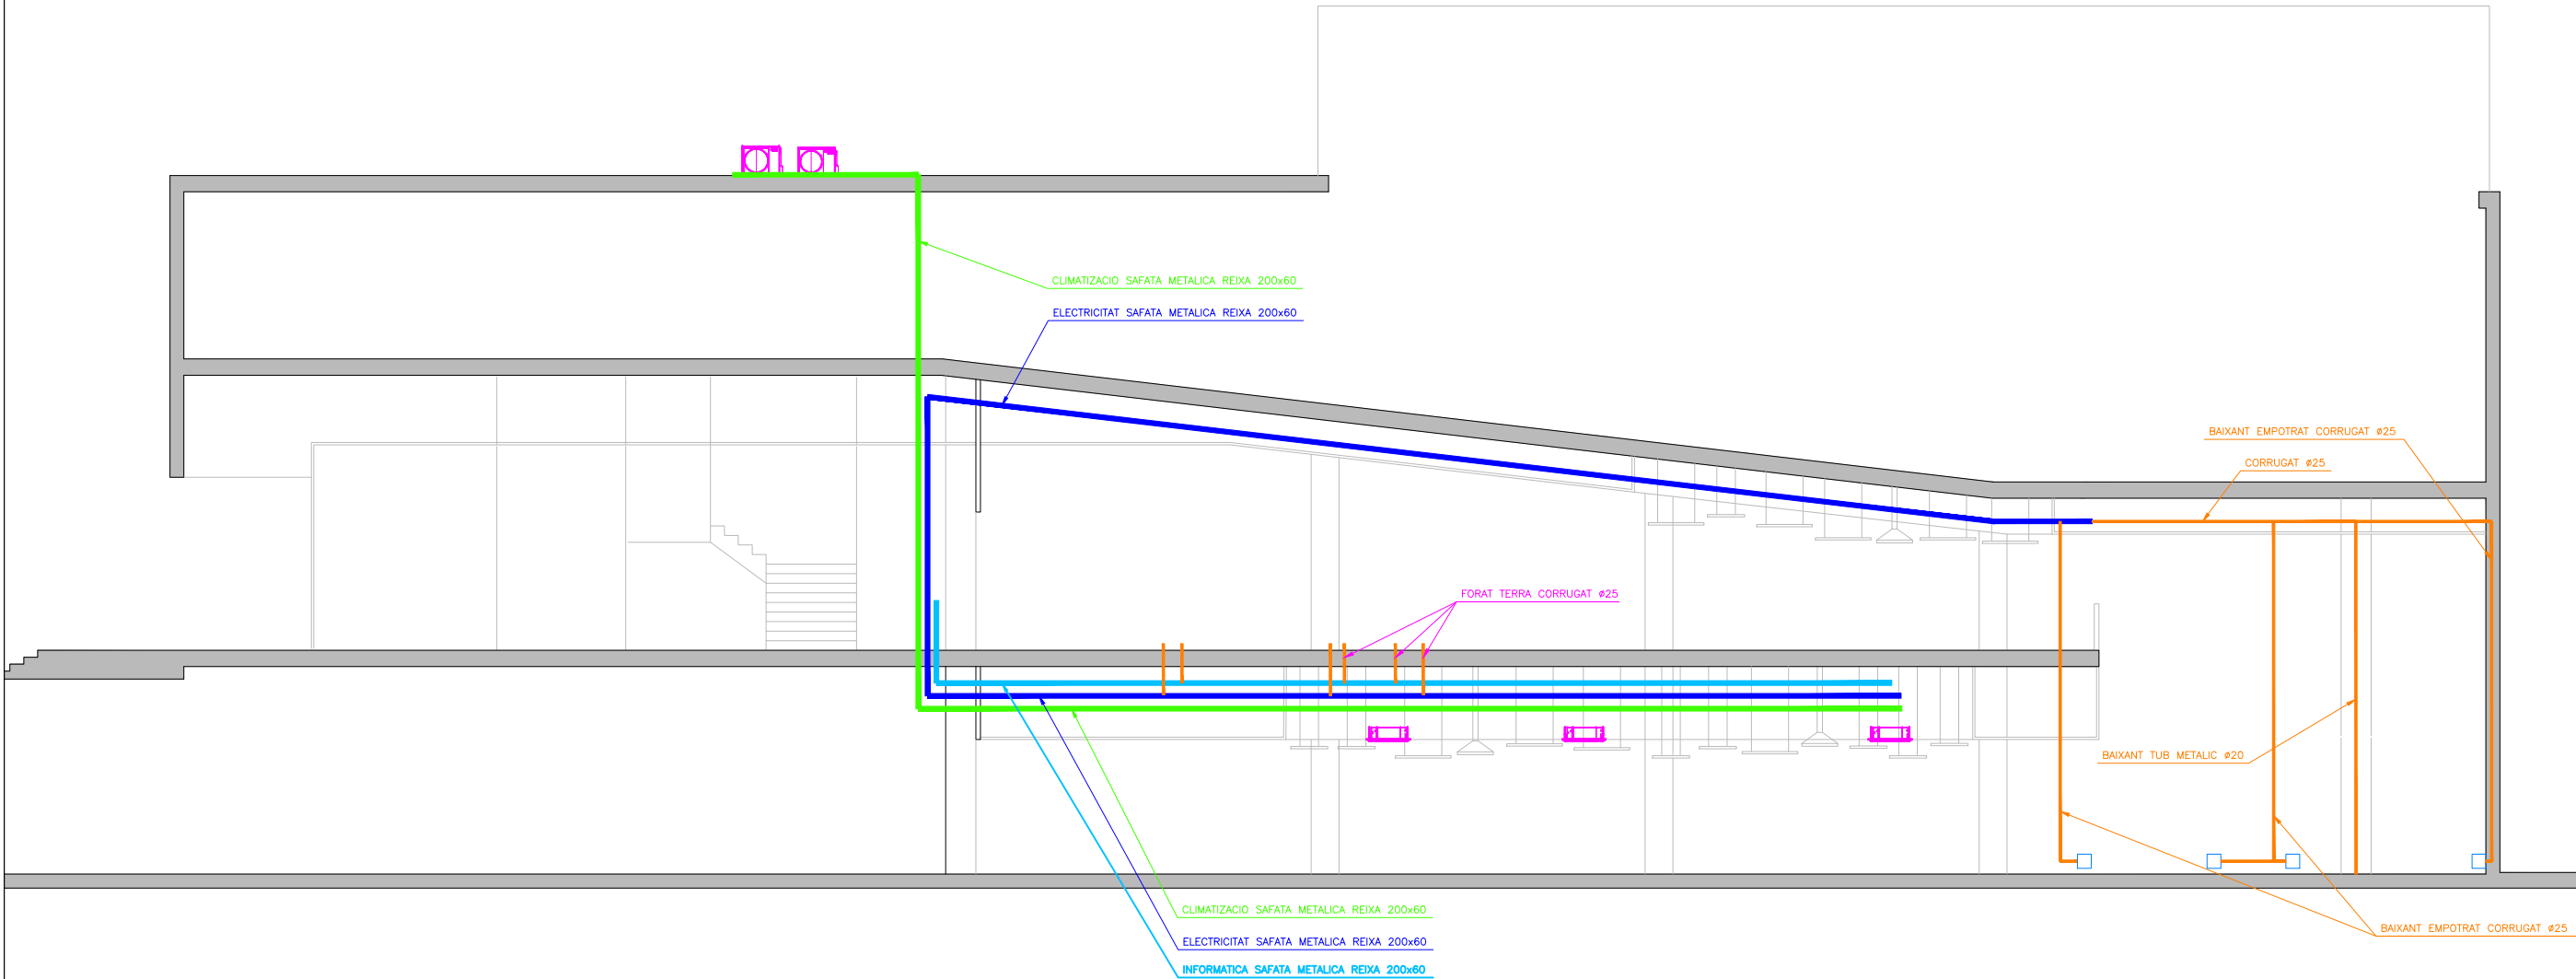 CLIMATIZACIO SAFATA METALICA REIXA 200x60
ELECTRICITAT SAFATA METALICA REIXA 200x60
BAIXANT EMPOTRAT CORRUGAT ø25
CORRUGAT ø25
FORAT TERRA CORRUGAT ø25
BAIXANT TUB METALIC ø20
CLIMATIZACIO SAFATA METALICA REIXA 200x60
BAIXANT EMPOTRAT CORRUGAT ø25
ELECTRICITAT SAFATA METALICA REIXA 200x60
INFORMATICA SAFATA METALICA REIXA 200x60